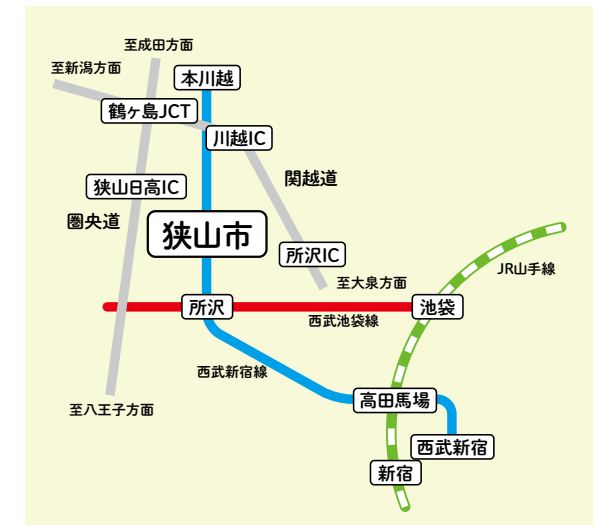 至成田方面
至新潟方面
本川越
鶴ヶ島JCT
川越IC
関越道
狭山日高IC
圏央道
狭山市
所沢IC
JR山手線
至大泉方面
所沢
池袋
西武池袋線
西武新宿線
高田馬場
至八王子方面
西武新宿
新宿